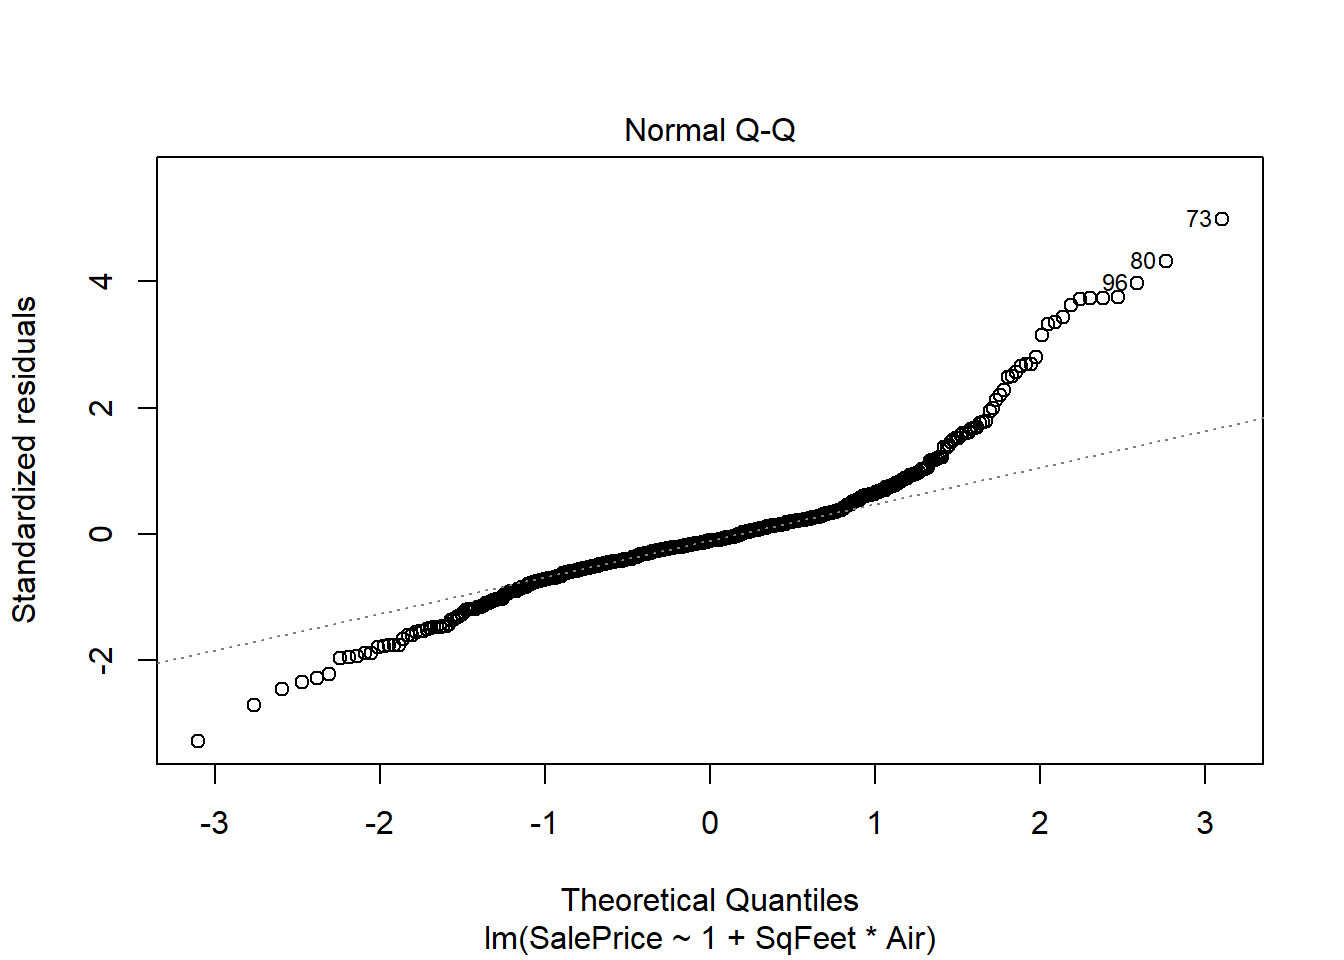 Normal Q-Q
Standardized residuals
4
2
0
-2
73
80
96
-3 -2 -1 0 1 2 3
Theoretical Quantiles
lm(SalePrice ~ 1 + SqFeet * Air)